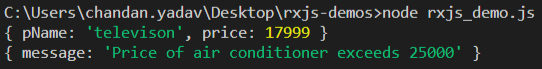 C:\Users\chandan.yadav\Desktop\rxjs-demos>node rxjs_demo.js
{ pName: 'televison', price: 17999 }
{ message: 'Price of air conditioner exceeds 25000' }